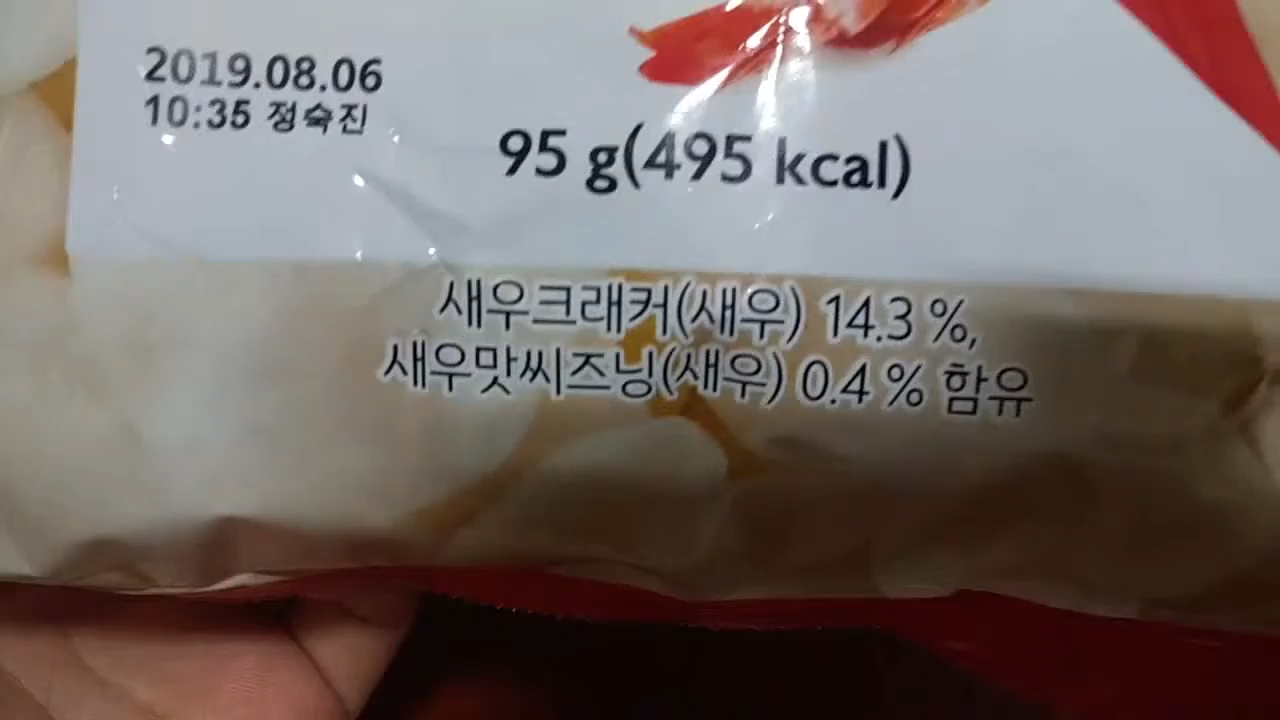 2019.08.06
10:35 정숙진
95 g(495 kcal)
새우크래커(새우) 14.3 %,
새우맛씨즈닝(새우) 0.4 % 함유